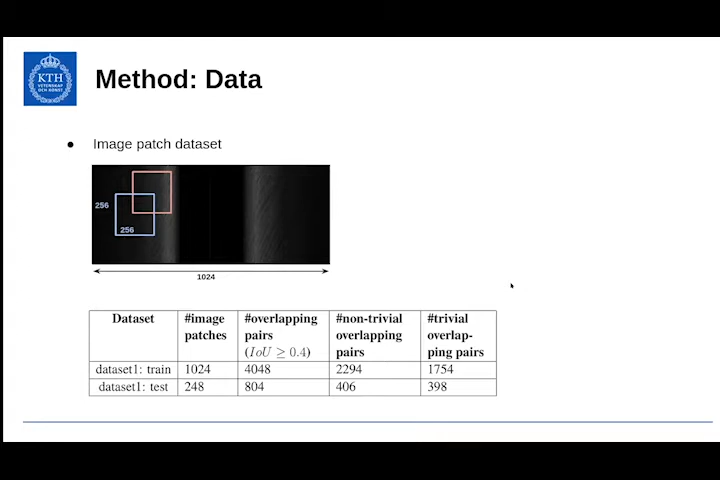 KTH
VETENSKAP
OCH KONST
Method: Data
● Image patch dataset
256
256
1024
Dataset #image patches #overlapping pairs (IoU ≥ 0.4) #non-trivial overlapping pairs #trivial overlap-ping pairs
dataset1: train 1024 4048 2294 1754
dataset1: test 248 804 406 398